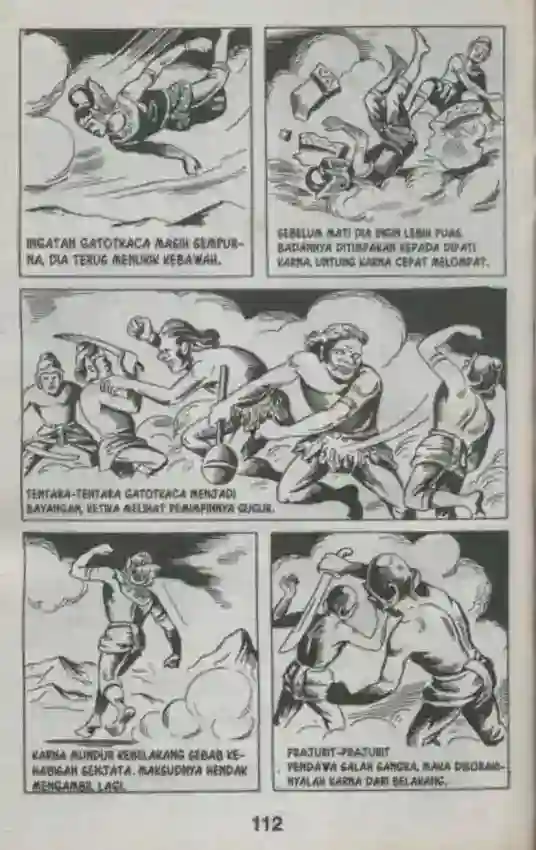 INGATAN GATOTKACA MASIH SEMPUR-
NA, DIA TERUS MENUKIK KEBAWAH.
SEBELUM MATI DIA INGIN LEBIH PUAS.
BADANNYA DITIMPAKAN KEPADA DIPATI
KARNA, UNTUNG KARNA CEPAT MELOMPAT.
TENTARA-TENTARA GATOTKACA MENJADI
BAYANGAN, KETIKA MELIHAT PEMIMPINNYA GUGUR.
KARNA MUNDUR KEBELAKANG SEBAB KE-
HABISAN SENJATA. MAKSUDNYA HENDAK
MENGAMBIL LAGI.
PRAJURIT-PRAJURIT
PENDAWA SALAH SANGKA, MAKA DIBOKONG-
NYALAH KARNA DARI BELAKANG.
112